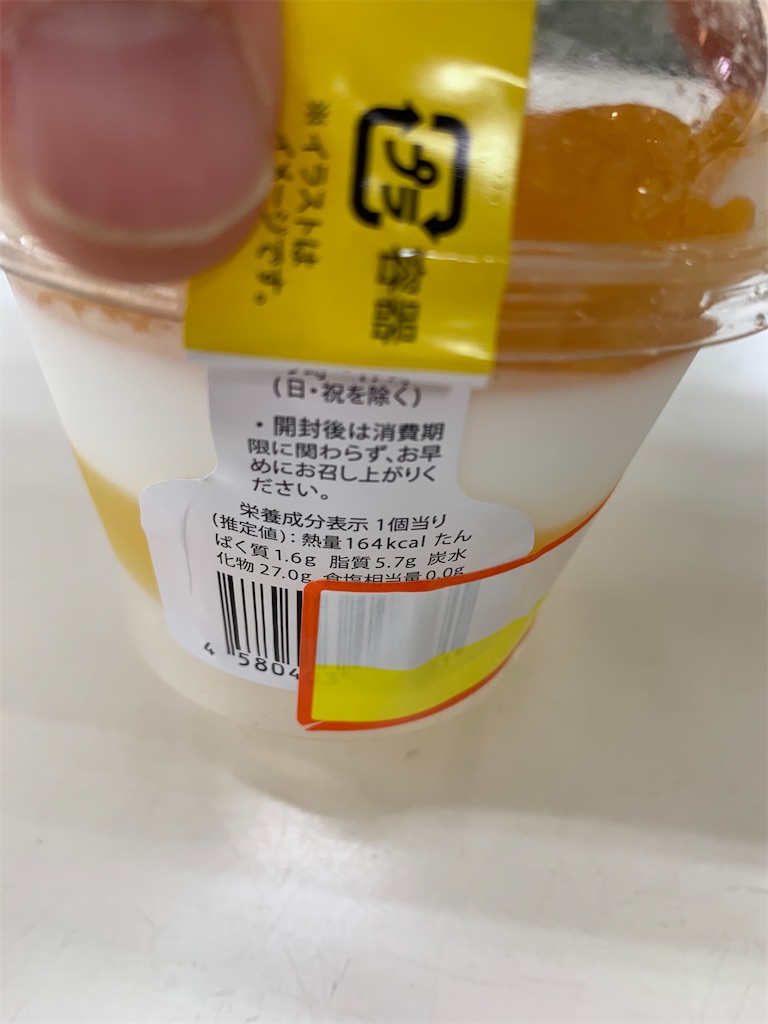 ※イラストは
イメージです。
プラ
容器
(日・祝を除く)
・開封後は消費期
限に関わらず、お早
めにお召し上がりく
ださい。
栄養成分表示 1個当り
(推定値):熱量164kcal たん
ぱく質1.6g 脂質5.7g 炭水
化物27.0g 食塩相当量0.0g
4 5804